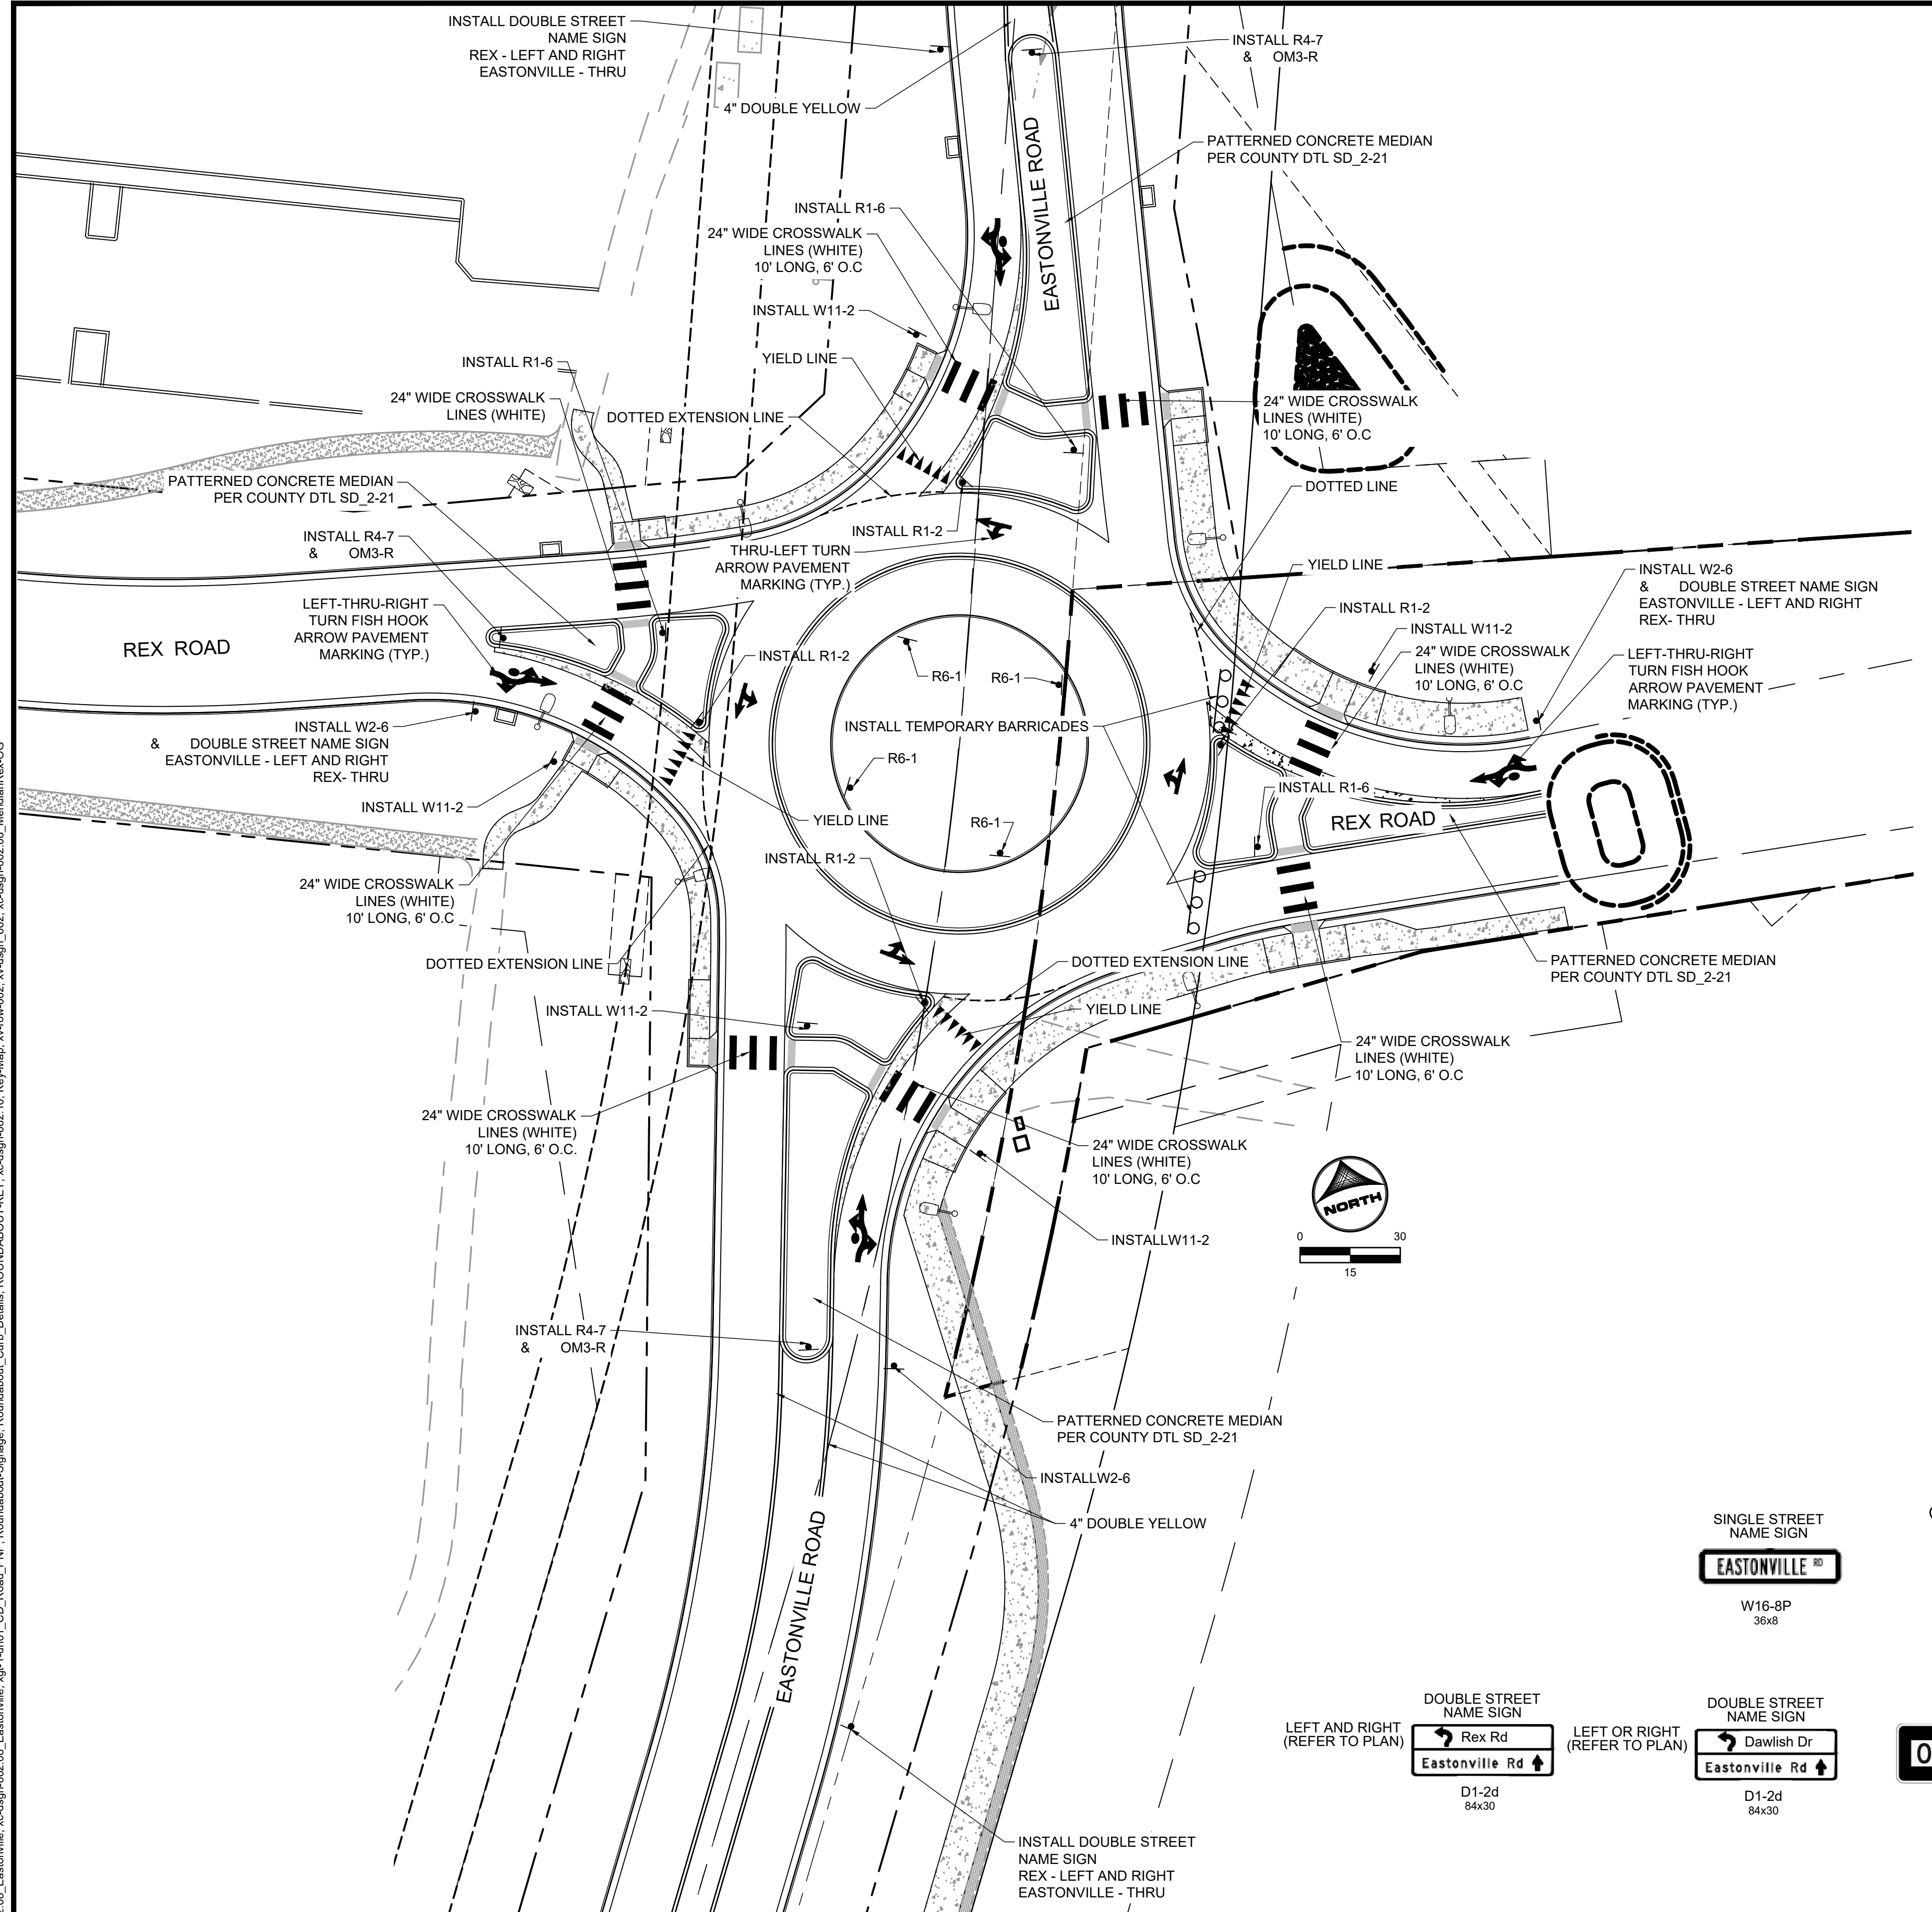 INSTALL DOUBLE STREET
NAME SIGN
REX - LEFT AND RIGHT
EASTONVILLE - THRU
INSTALL R4-7
& OM3-R
4" DOUBLE YELLOW
EASTONVILLE ROAD
PATTERNED CONCRETE MEDIAN
PER COUNTY DTL SD_2-21
INSTALL R1-6
24" WIDE CROSSWALK
LINES (WHITE)
10' LONG, 6' O.C
INSTALL W11-2
YIELD LINE
INSTALL R1-6
24" WIDE CROSSWALK
LINES (WHITE)
DOTTED EXTENSION LINE
24" WIDE CROSSWALK
LINES (WHITE)
10' LONG, 6' O.C
PATTERNED CONCRETE MEDIAN
PER COUNTY DTL SD_2-21
DOTTED LINE
INSTALL R4-7
& OM3-R
INSTALL R1-2
THRU-LEFT TURN
ARROW PAVEMENT
MARKING (TYP.)
YIELD LINE
INSTALL W2-6
& DOUBLE STREET NAME SIGN
EASTONVILLE - LEFT AND RIGHT
REX- THRU
LEFT-THRU-RIGHT
TURN FISH HOOK
ARROW PAVEMENT
MARKING (TYP.)
REX ROAD
INSTALL R1-2
INSTALL W11-2
24" WIDE CROSSWALK
LINES (WHITE)
10' LONG, 6' O.C
LEFT-THRU-RIGHT
TURN FISH HOOK
ARROW PAVEMENT
MARKING (TYP.)
INSTALL R1-2
R6-1
R6-1
INSTALL TEMPORARY BARRICADES
INSTALL W2-6
& DOUBLE STREET NAME SIGN
EASTONVILLE - LEFT AND RIGHT
REX- THRU
R6-1
INSTALL R1-6
INSTALL W11-2
YIELD LINE
R6-1
REX ROAD
INSTALL R1-2
24" WIDE CROSSWALK
LINES (WHITE)
10' LONG, 6' O.C
DOTTED EXTENSION LINE
DOTTED EXTENSION LINE
PATTERNED CONCRETE MEDIAN
PER COUNTY DTL SD_2-21
INSTALL W11-2
YIELD LINE
24" WIDE CROSSWALK
LINES (WHITE)
10' LONG, 6' O.C
24" WIDE CROSSWALK
LINES (WHITE)
10' LONG, 6' O.C.
24" WIDE CROSSWALK
LINES (WHITE)
10' LONG, 6' O.C
NORTH
0 30
15
INSTALLW11-2
INSTALL R4-7
& OM3-R
PATTERNED CONCRETE MEDIAN
PER COUNTY DTL SD_2-21
INSTALLW2-6
4" DOUBLE YELLOW
EASTONVILLE ROAD
SINGLE STREET
NAME SIGN
EASTONVILLE RD
W16-8P
36x8
LEFT AND RIGHT
(REFER TO PLAN)
DOUBLE STREET
NAME SIGN
Rex Rd
Eastonville Rd
D1-2d
84x30
LEFT OR RIGHT
(REFER TO PLAN)
DOUBLE STREET
NAME SIGN
Dawlish Dr
Eastonville Rd
D1-2d
84x30
INSTALL DOUBLE STREET
NAME SIGN
REX - LEFT AND RIGHT
EASTONVILLE - THRU